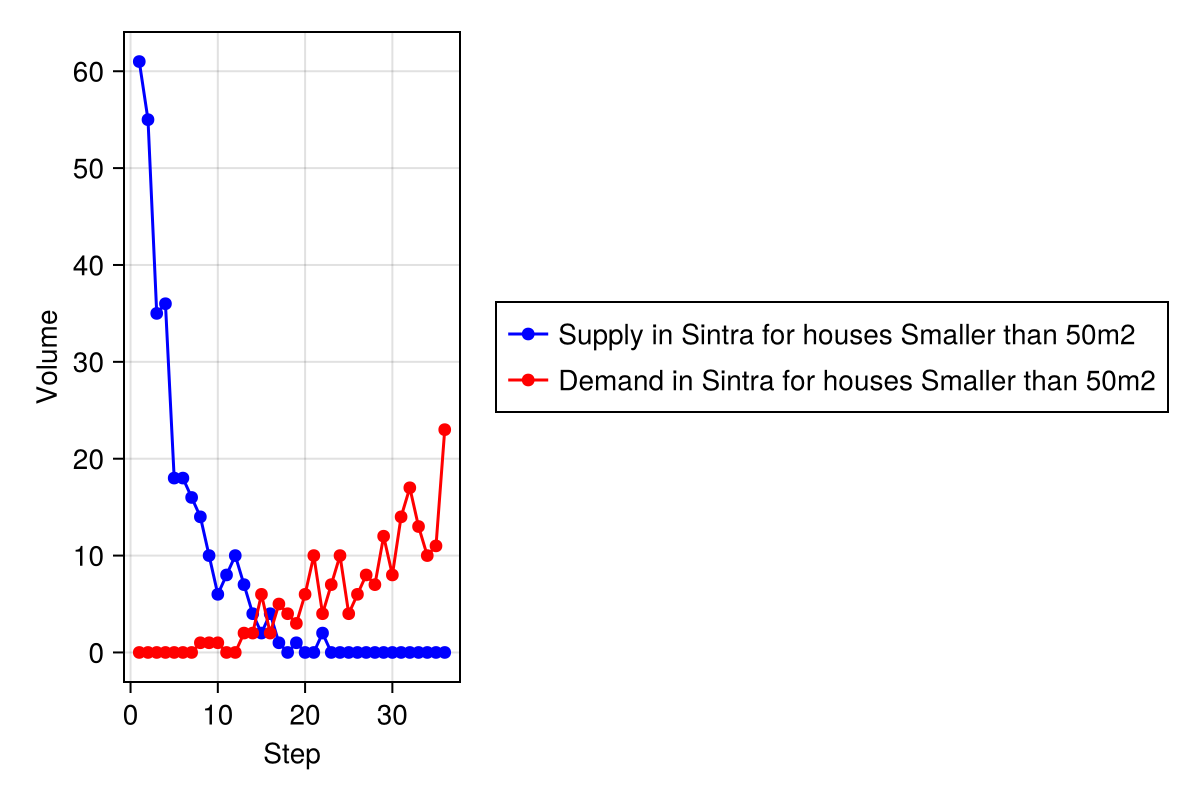 60
50
40
30
20
10
0
Volume
0 10 20 30
Step
Supply in Sintra for houses Smaller than 50m2
Demand in Sintra for houses Smaller than 50m2